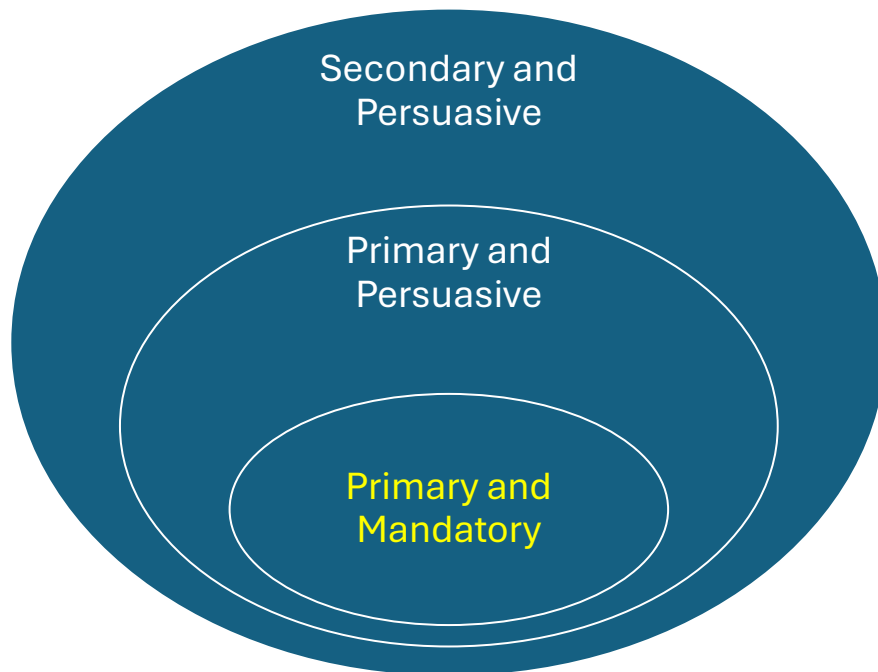 Secondary and
Persuasive
Primary and
Persuasive
Primary and
Mandatory